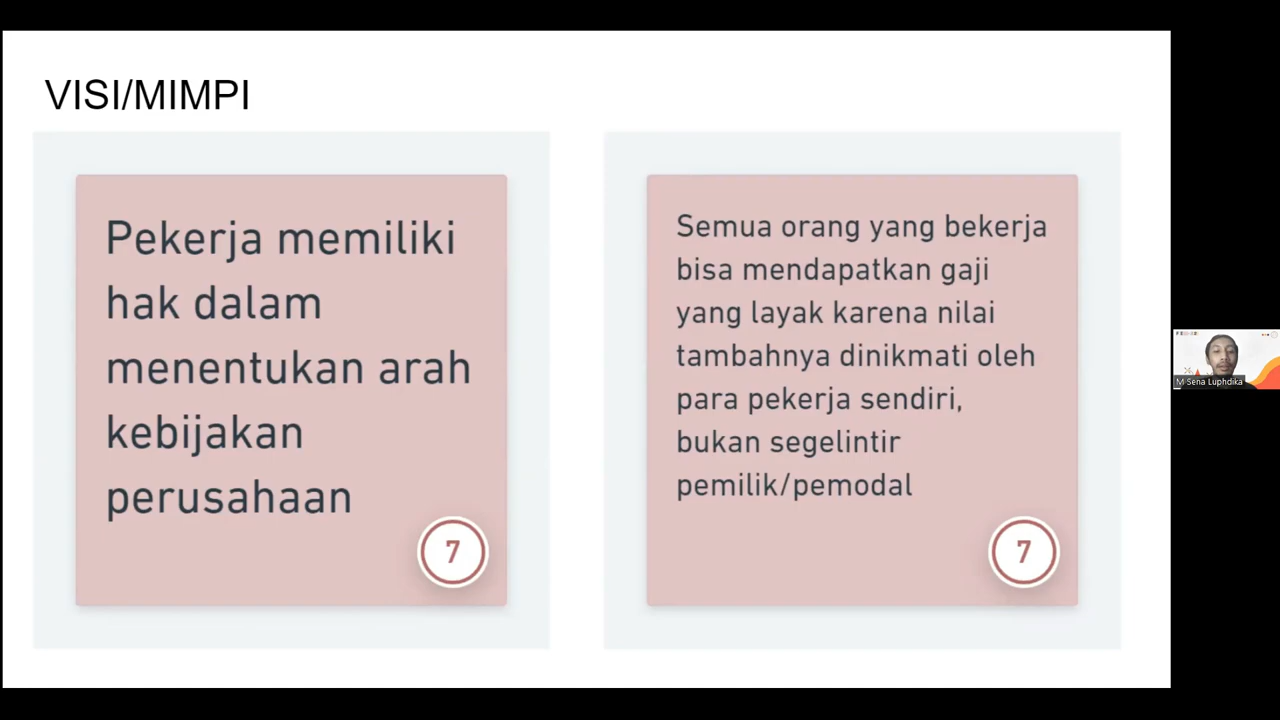 VISI/MIMPI
Pekerja memiliki
hak dalam
menentukan arah
kebijakan
perusahaan
7
Semua orang yang bekerja
bisa mendapatkan gaji
yang layak karena nilai
tambahnya dinikmati oleh
para pekerja sendiri,
bukan segelintir
pemilik/pemodal
7
M Sena Luphdika